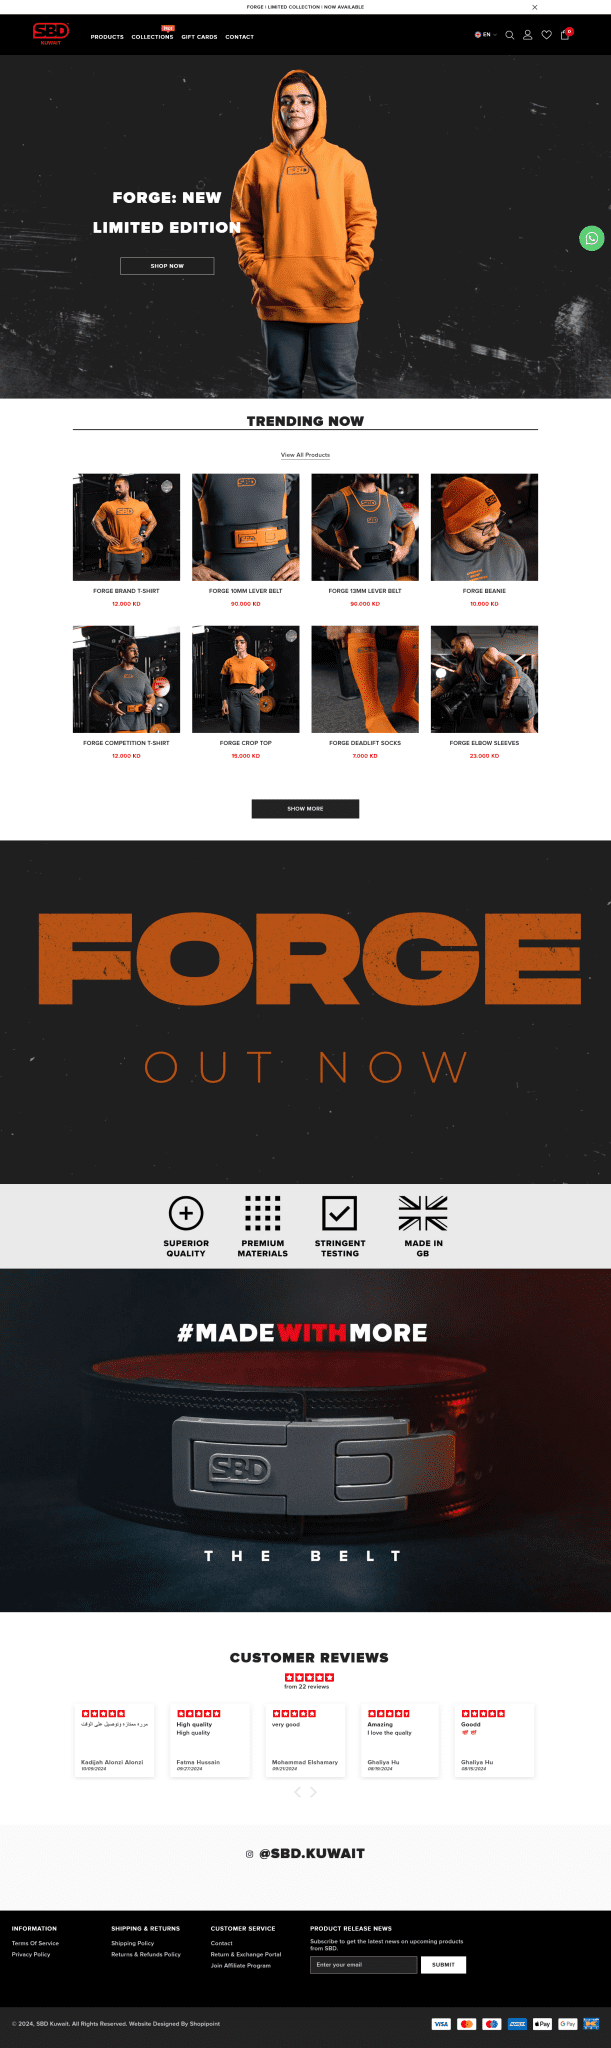 FORGE | LIMITED COLLECTION | NOW AVAILABLE
SBD
KUWAIT
PRODUCTS
COLLECTIONS
Hot
GIFT CARDS
CONTACT
EN
0
FORGE: NEW
LIMITED EDITION
SHOP NOW
TRENDING NOW
View All Products
FORGE BRAND T-SHIRT
12.000 KD
FORGE 10MM LEVER BELT
90.000 KD
FORGE 13MM LEVER BELT
90.000 KD
FORGE BEANIE
10.000 KD
FORGE COMPETITION T-SHIRT
12.000 KD
FORGE CROP TOP
15.000 KD
FORGE DEADLIFT SOCKS
7.000 KD
FORGE ELBOW SLEEVES
23.000 KD
SHOW MORE
FORGE
OUT NOW
SUPERIOR
QUALITY
PREMIUM
MATERIALS
STRINGENT
TESTING
MADE IN
GB
#MADEWITHMORE
SBD
THE BELT
CUSTOMER REVIEWS
from 22 reviews
وتوصيل على الوقت
Kadijah Alonzi Alonzi
10/09/2024
High quality
High quality
Fatma Hussain
09/27/2024
very good
Mohammad Elshamary
09/21/2024
Amazing
I love the quality
Ghaliya Hu
08/15/2024
Goodd
Ghaliya Hu
08/15/2024
@SBD.KUWAIT
INFORMATION
Terms Of Service
Privacy Policy
SHIPPING & RETURNS
Shipping Policy
Returns & Refunds Policy
CUSTOMER SERVICE
Contact
Return & Exchange Portal
Join Affiliate Program
PRODUCT RELEASE NEWS
Subscribe to get the latest news on upcoming products
from SBD.
Enter your email
SUBMIT
© 2024, SBD Kuwait. All Rights Reserved. Website Designed By Shopipoint
VISA
Pay
G Pay